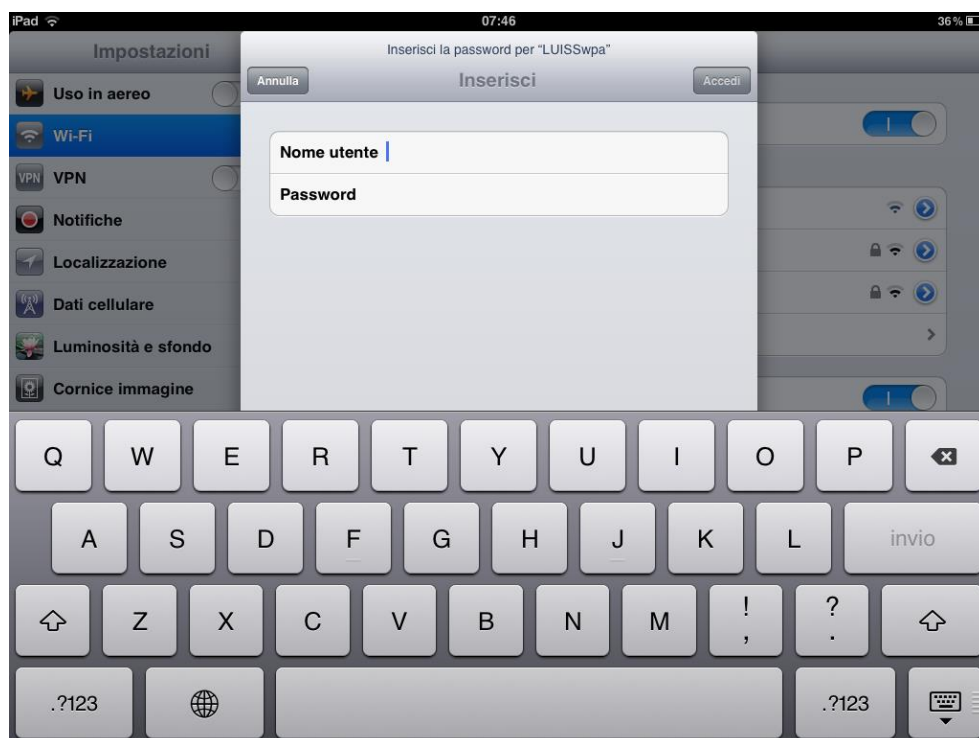 iPad 07:46 36%
Impostazioni
Inserisci la password per “LUISSwpa”
Annulla Inserisci Accedi
Uso in aereo
Wi-Fi
VPN VPN
Notifiche
Localizzazione
Dati cellulare
Luminosità e sfondo
Cornice immagine
Nome utente
Password
Q W E R T Y U I O P
A S D F G H J K L invio
Z X C V B N M ! , ? .
.?123 .?123